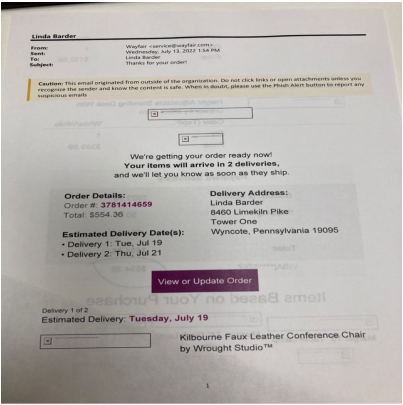 Linda Barder
From: Wayfair <service@wayfair.com>
Sent: Wednesday, July 13, 2022 1:54 PM
To: Linda Barder
Subject: Thanks for your order!
Caution: This email originated from outside of the organization. Do not click links or open attachments unless you
recognize the sender and know the content is safe. When in doubt, please use the Phish Alert button to report any
suspicious emails
We're getting your order ready now!
Your items will arrive in 2 deliveries,
and we'll let you know as soon as they ship.
Order Details:
Order #: 3781414659
Total: $554.36
Estimated Delivery Date(s):
• Delivery 1: Tue, Jul 19
• Delivery 2: Thu, Jul 21
Delivery Address:
Linda Barder
8460 Limekiln Pike
Tower One
Wyncote, Pennsylvania 19095
View or Update Order
Items Based on Your Purchase
Delivery 1 of 2
Estimated Delivery: Tuesday, July 19
Kilbourne Faux Leather Conference Chair
by Wrought Studio™
1